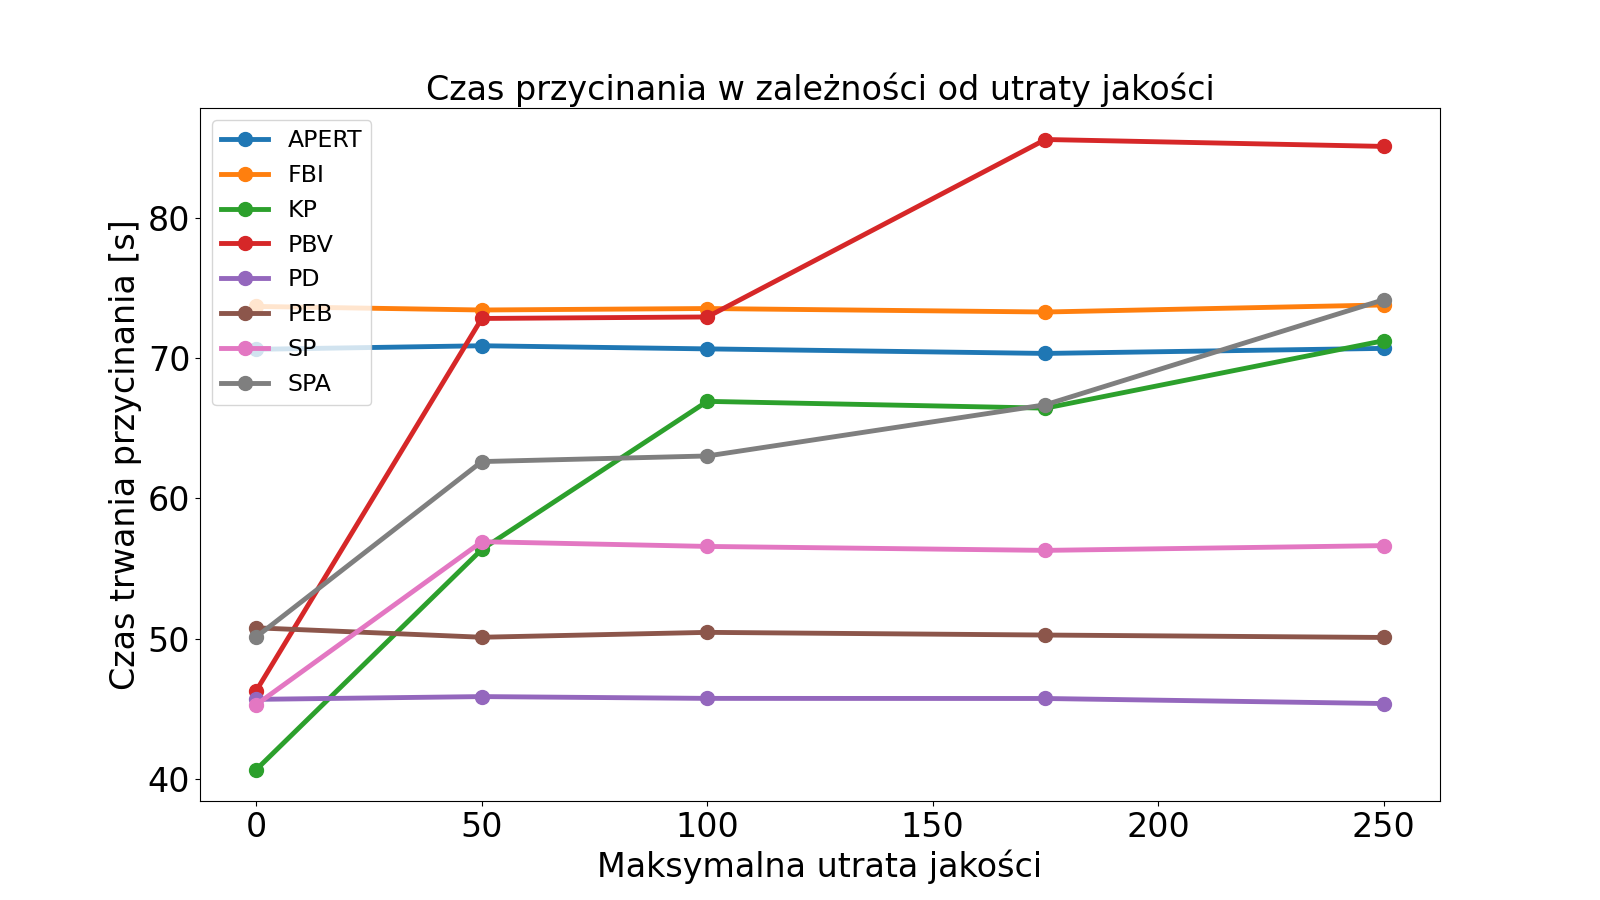 Czas przycinania w zależności od utraty jakości
APERT
FBI
KP
PBV
PD
PEB
SP
SPA
Czas trwania przycinania [s]
80
70
60
50
40
0 50 100 150 200 250
Maksymalna utrata jakości